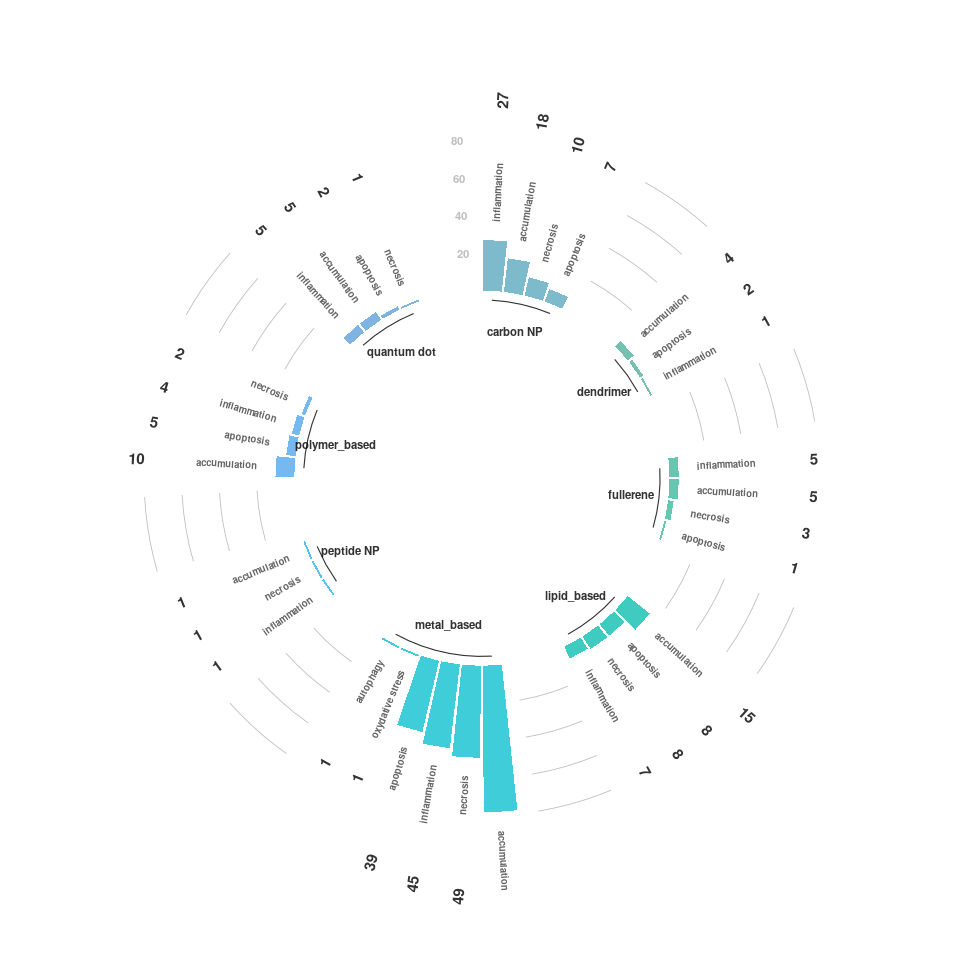 80
60
40
20
27
18
10
7
inflammation
accumulation
necrosis
apoptosis
carbon NP
4
2
1
accumulation
apoptosis
inflammation
dendrimer
5
5
3
1
inflammation
accumulation
necrosis
apoptosis
fullerene
15
8
8
7
accumulation
apoptosis
necrosis
inflammation
lipid_based
49
45
39
1
1
accumulation
necrosis
inflammation
apoptosis
oxydative stress
autophagy
metal_based
1
1
1
inflammation
necrosis
accumulation
peptide NP
10
5
4
2
accumulation
apoptosis
inflammation
necrosis
polymer_based
5
5
2
1
inflammation
accumulation
apoptosis
necrosis
quantum dot